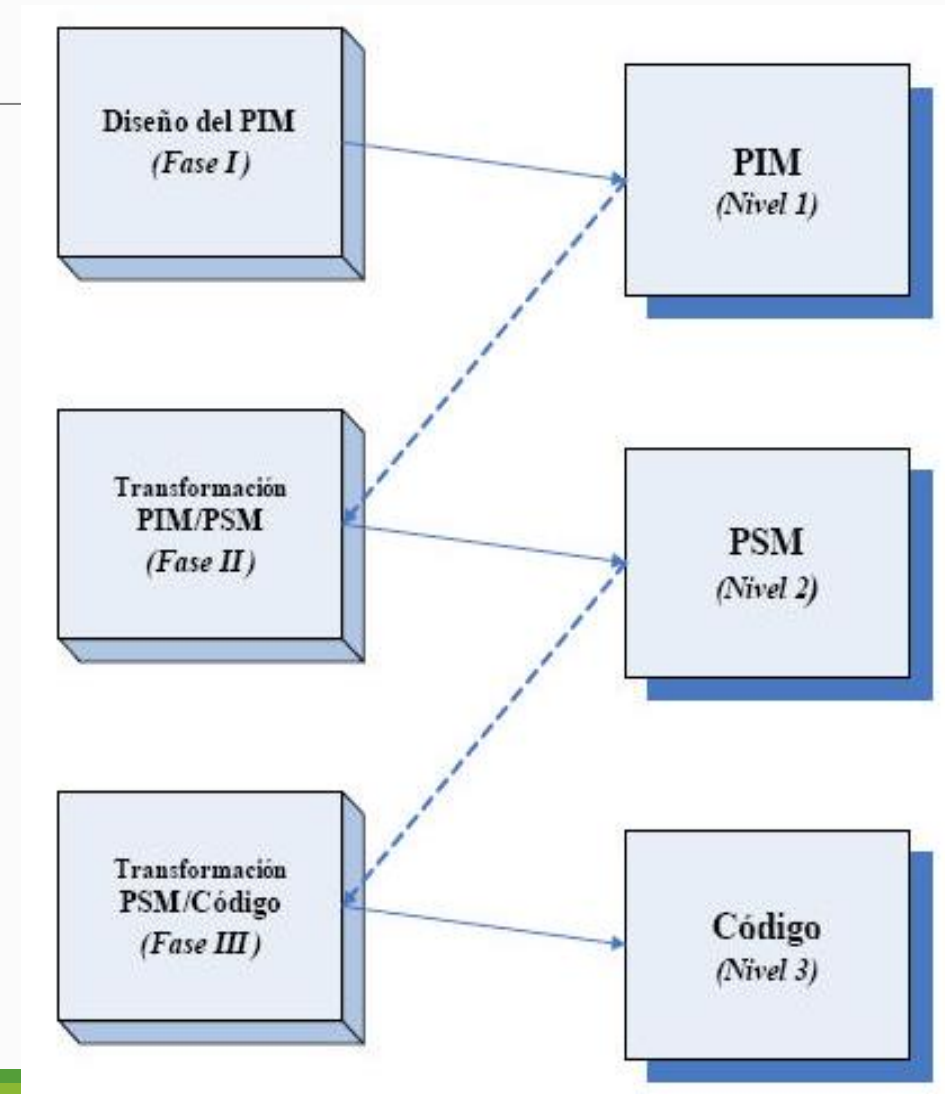 Diseño del PIM
(Fase I)
PIM
(Nivel 1)
Transformación
PIM/PSM
(Fase II)
PSM
(Nivel 2)
Transformación
PSM/Código
(Fase III)
Código
(Nivel 3)